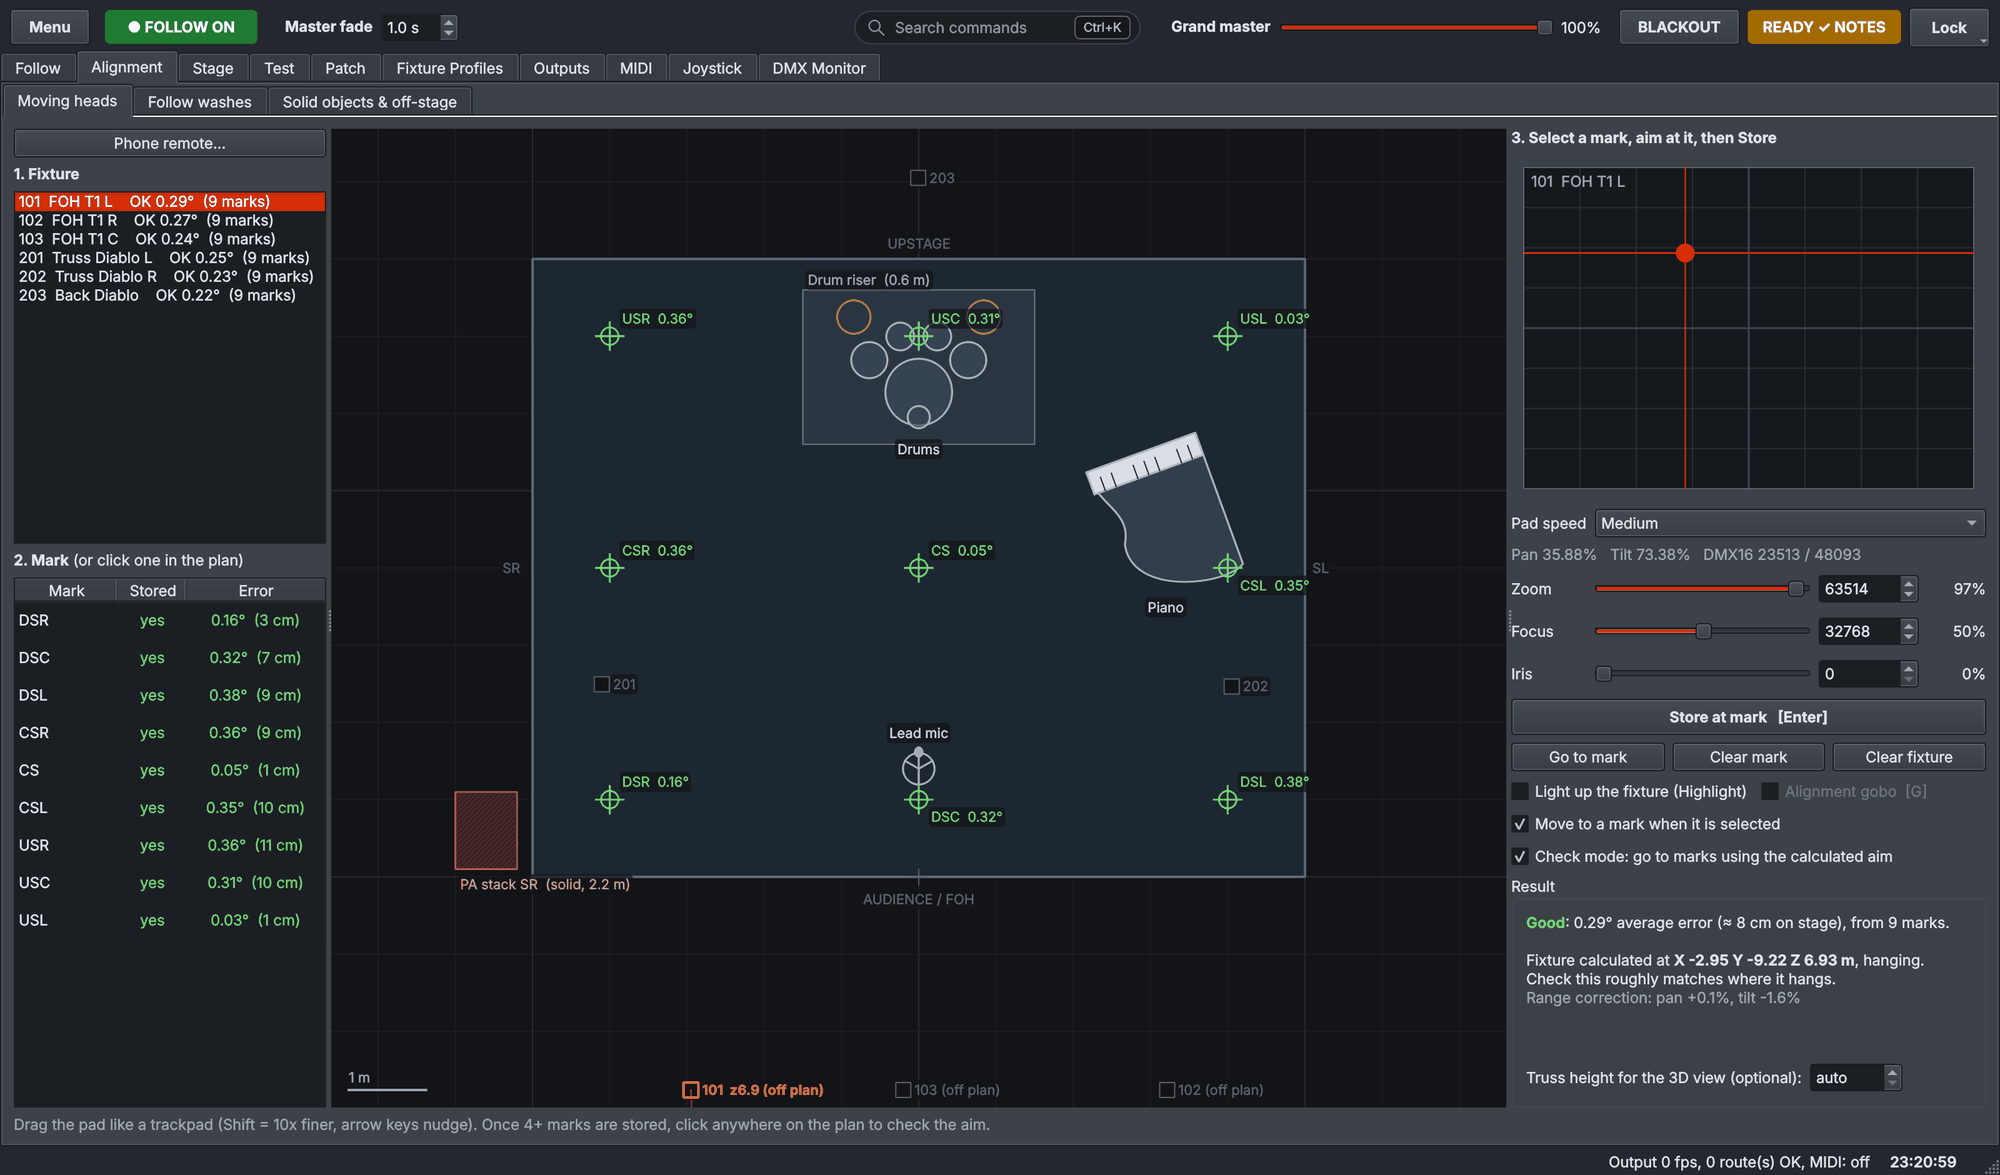 Menu
FOLLOW ON
Master fade 1.0 s
Search commands Ctrl+K
Grand master 100%
BLACKOUT
READY ✓ NOTES
Lock
Follow Alignment Stage Test Patch Fixture Profiles Outputs MIDI Joystick DMX Monitor
Moving heads Follow washes Solid objects & off-stage
Phone remote...
1. Fixture
101 FOH T1 L OK 0.29° (9 marks)
102 FOH T1 R OK 0.27° (9 marks)
103 FOH T1 C OK 0.24° (9 marks)
201 Truss Diablo L OK 0.25° (9 marks)
202 Truss Diablo R OK 0.23° (9 marks)
203 Back Diablo OK 0.22° (9 marks)
2. Mark (or click one in the plan)
Mark Stored Error
DSR yes 0.16° (3 cm)
DSC yes 0.32° (7 cm)
DSL yes 0.38° (9 cm)
CSR yes 0.36° (9 cm)
CS yes 0.05° (1 cm)
CSL yes 0.35° (10 cm)
USR yes 0.36° (11 cm)
USC yes 0.31° (10 cm)
USL yes 0.03° (1 cm)
203
UPSTAGE
Drum riser (0.6 m)
USR 0.36°
USC 0.31°
USL 0.03°
Drums
CSR 0.36°
CS 0.05°
SR
SL
CSL 0.35°
Piano
201
202
Lead mic
DSR 0.16°
DSL 0.38°
DSC 0.32°
PA stack SR (solid, 2.2 m)
AUDIENCE / FOH
1 m
101 z6.9 (off plan)
103 (off plan)
102 (off plan)
3. Select a mark, aim at it, then Store
101 FOH T1 L
Pad speed Medium
Pan 35.88% Tilt 73.38% DMX16 23513 / 48093
Zoom 63514 97%
Focus 32768 50%
Iris 0 0%
Store at mark [Enter]
Go to mark Clear mark Clear fixture
Light up the fixture (Highlight) Alignment gobo [G]
Move to a mark when it is selected
Check mode: go to marks using the calculated aim
Result
Good: 0.29° average error (≈ 8 cm on stage), from 9 marks.
Fixture calculated at X -2.95 Y -9.22 Z 6.93 m, hanging.
Check this roughly matches where it hangs.
Range correction: pan +0.1%, tilt -1.6%
Truss height for the 3D view (optional): auto
Drag the pad like a trackpad (Shift = 10x finer, arrow keys nudge). Once 4+ marks are stored, click anywhere on the plan to check the aim.
Output 0 fps, 0 route(s) OK, MIDI: off 23:20:59